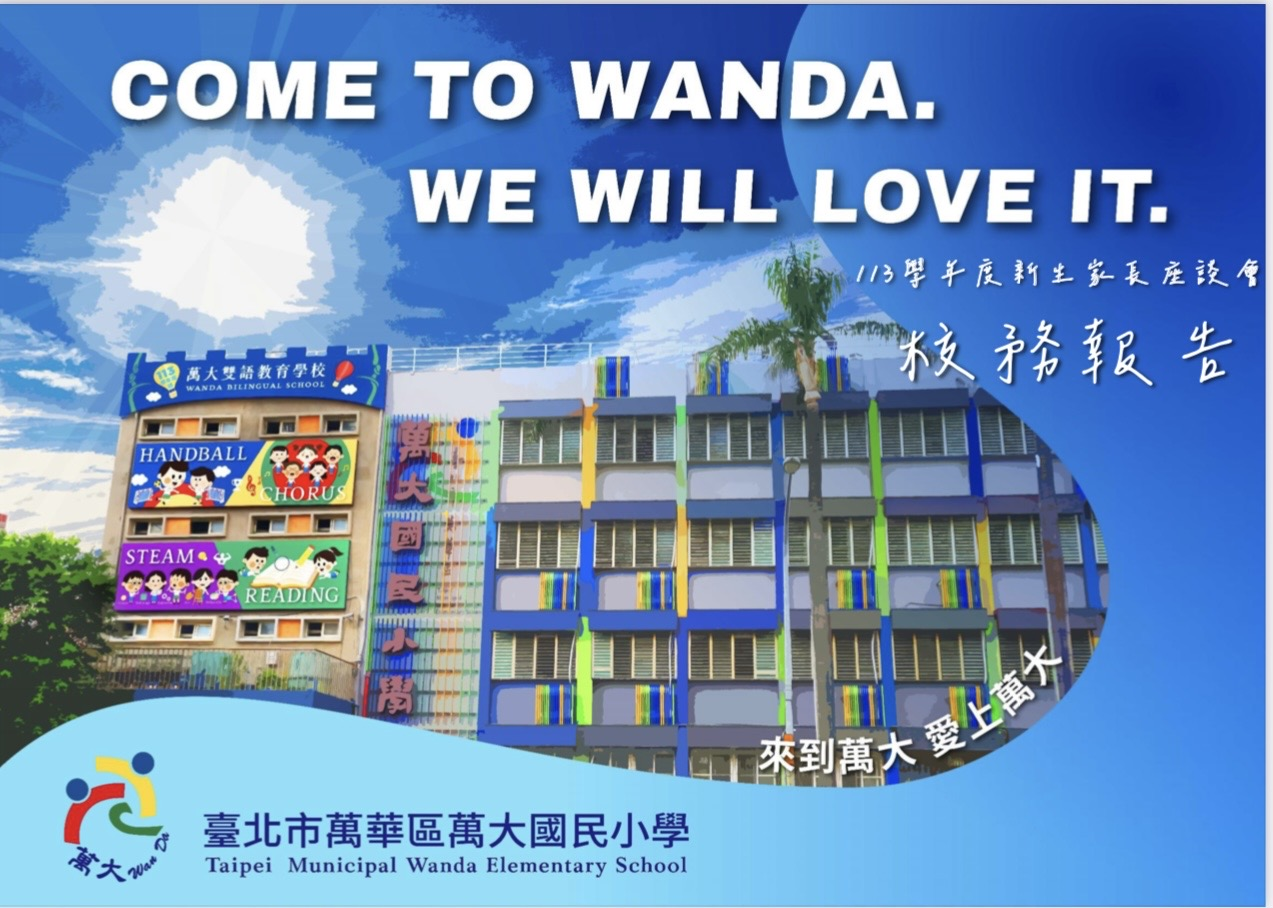 COME TO WANDA.
WE WILL LOVE IT.
113學年度新生家長座談會
校務報告
113
萬大雙語教育學校
WANDA BILINGUAL SCHOOL
HANDBALL
CHORUS
STEAM
READING
萬大國民小學
來到萬大 愛上萬大
萬大 Wan Da
臺北市萬華區萬大國民小學
Taipei Municipal Wanda Elementary School